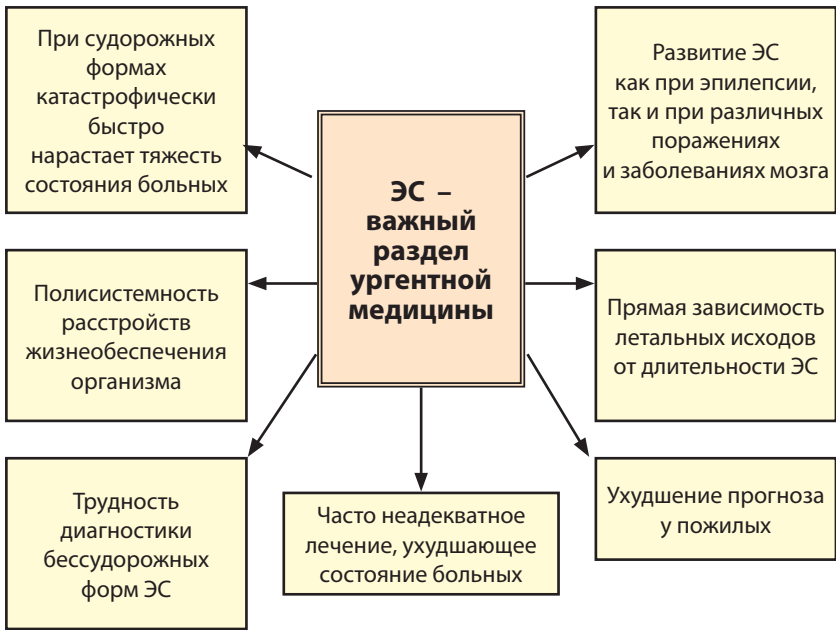 При судорожных
формах
катастрофически
быстро
нарастает тяжесть
состояния больных
Развитие ЭС
как при эпилепсии,
так и при различных
поражениях
и заболеваниях мозга
ЭС –
важный
раздел
ургентной
медицины
Полисистемность
расстройств
жизнеобеспечения
организма
Прямая зависимость
летальных исходов
от длительности ЭС
Трудность
диагностики
бессудорожных
форм ЭС
Часто неадекватное
лечение, ухудшающее
состояние больных
Ухудшение прогноза
у пожилых